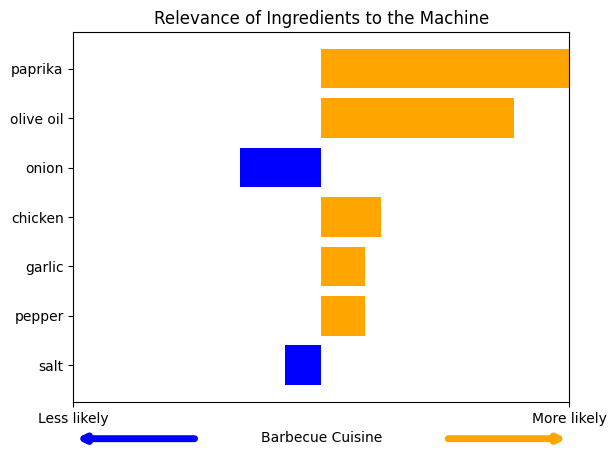 Relevance of Ingredients to the Machine
paprika
olive oil
onion
chicken
garlic
pepper
salt
Less likely
More likely
Barbecue Cuisine